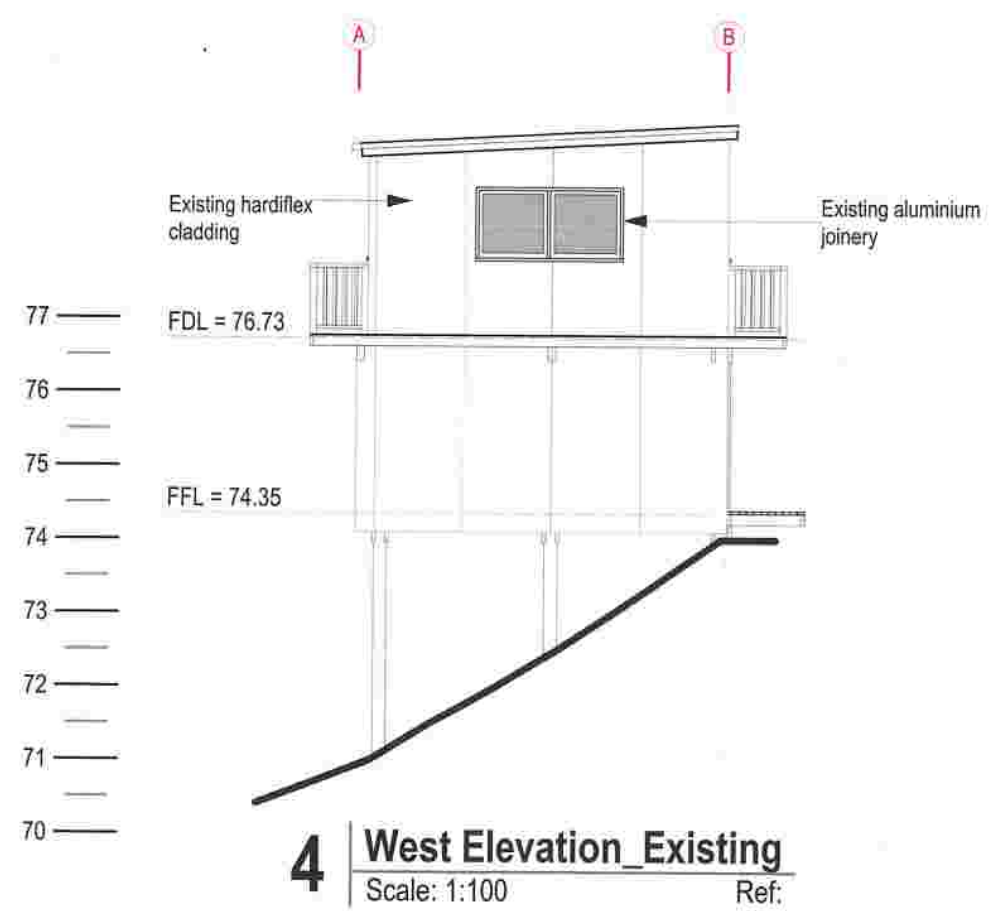 A
B
Existing hardiflex
cladding
Existing aluminium
joinery
77
FDL = 76.73
76
75
FFL = 74.35
74
73
72
71
70
4
West Elevation_Existing
Scale: 1:100
Ref: